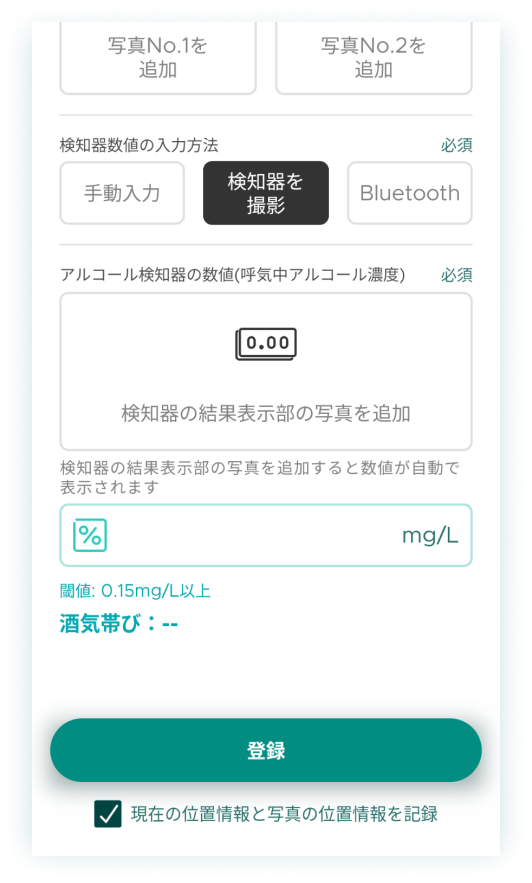 写真No.1を
追加
写真No.2を
追加
検知器数値の入力方法
必須
手動入力
検知器を
撮影
Bluetooth
アルコール検知器の数値(呼気中アルコール濃度)
必須
0.00
検知器の結果表示部の写真を追加
検知器の結果表示部の写真を追加すると数値が自動で
表示されます
%
mg/L
閾値: 0.15mg/L以上
酒気帯び：--
登録
現在の位置情報と写真の位置情報を記録